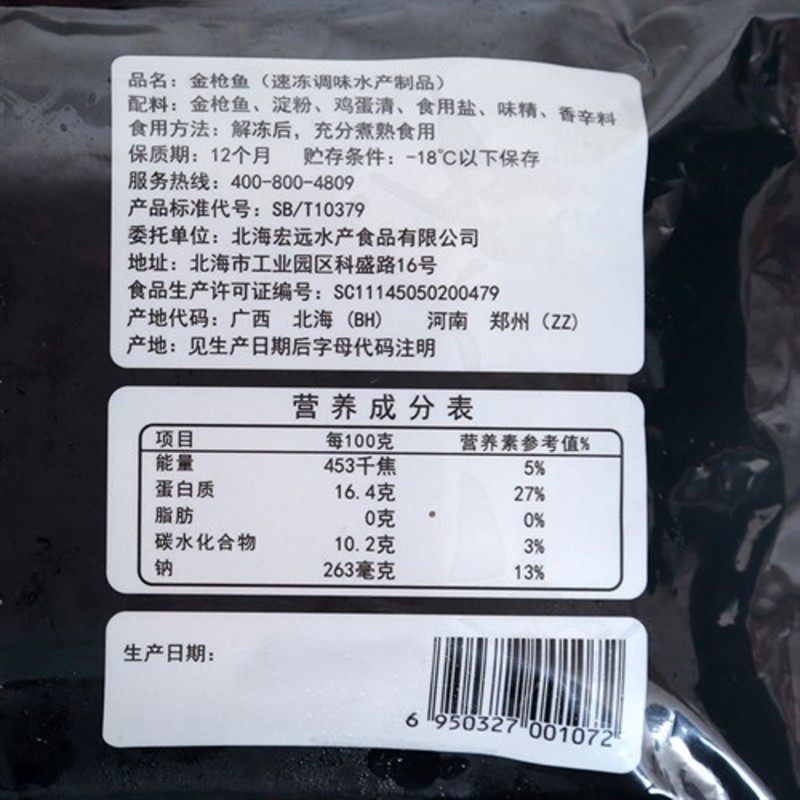 品名：金枪鱼（速冻调味水产制品）
配料：金枪鱼、淀粉、鸡蛋清、食用盐、味精、香辛料
食用方法：解冻后，充分煮熟食用
保质期：12个月 贮存条件：-18℃以下保存
服务热线：400-800-4809
产品标准代号：SB/T10379
委托单位：北海宏远水产食品有限公司
地址：北海市工业园区科盛路16号
食品生产许可证编号：SC11145050200479
产地代码：广西 北海（BH） 河南 郑州（ZZ）
产地：见生产日期后字母代码注明
营养成分表
项目 每100克 营养素参考值%
能量 453千焦 5%
蛋白质 16.4克 27%
脂肪 0克 0%
碳水化合物 10.2克 3%
钠 263毫克 13%
生产日期：
6 950327 001072